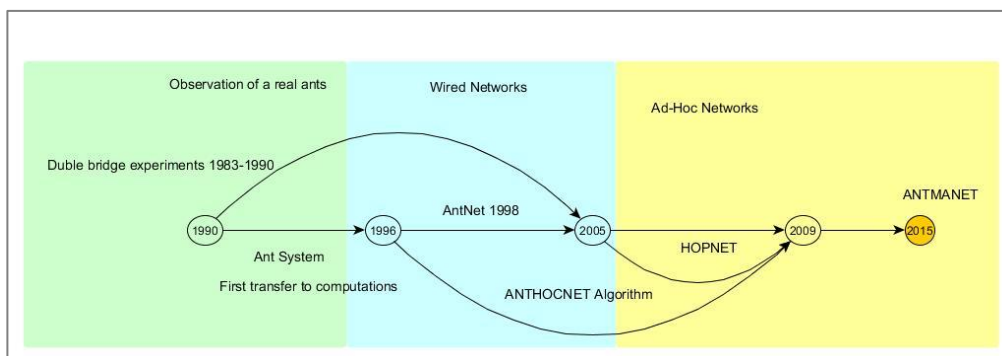 Observation of a real ants
Wired Networks
Ad-Hoc Networks
Duble bridge experiments 1983-1990
ANTMANET
AntNet 1998
1990
1996
2005
2009
2015
HOPNET
Ant System
First transfer to computations
ANTHOCNET Algorithm